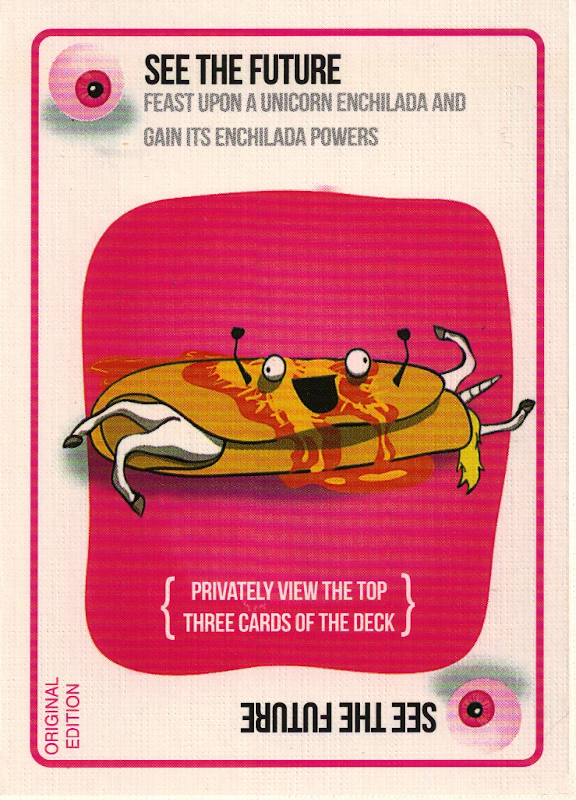 SEE THE FUTURE
FEAST UPON A UNICORN ENCHILADA AND
GAIN ITS ENCHILADA POWERS
{ PRIVATELY VIEW THE TOP
THREE CARDS OF THE DECK }
ORIGINAL
EDITION
SEE THE FUTURE